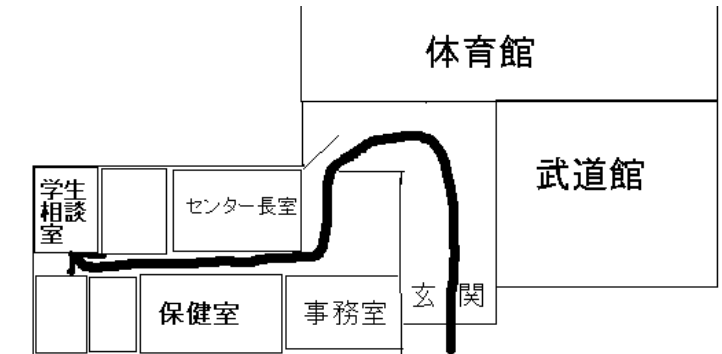 体育館
武道館
学生
相談
室
センター長室
保健室
事務室
玄関